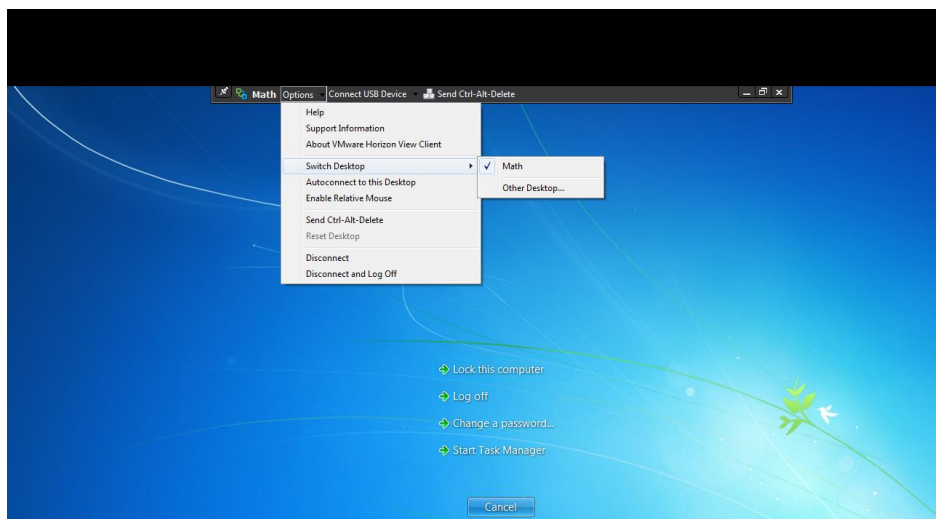 Math Options Connect USB Device Send Ctrl-Alt-Delete
Help
Support Information
About VMware Horizon View Client
Switch Desktop
Math
Other Desktop...
Autoconnect to this Desktop
Enable Relative Mouse
Send Ctrl-Alt-Delete
Reset Desktop
Disconnect
Disconnect and Log Off
Lock this computer
Log off
Change a password...
Start Task Manager
Cancel